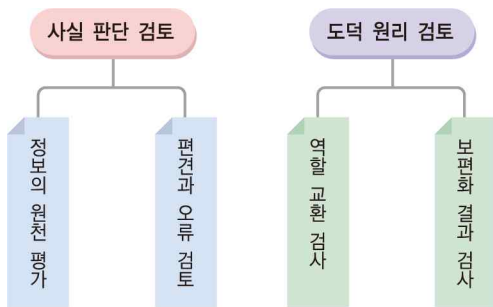 사실 판단 검토
도덕 원리 검토
정보의 원천 평가
편견과 오류 검토
역할 교환 검사
보편화 결과 검사